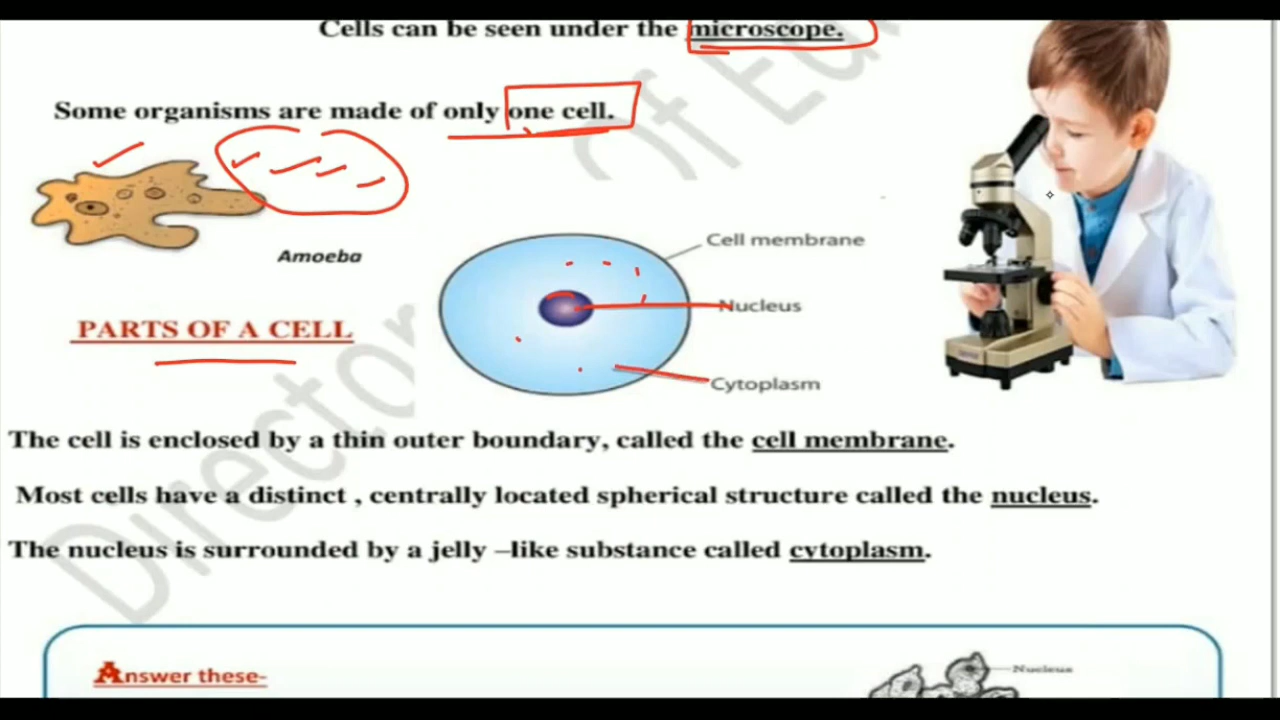 Cells can be seen under the microscope.
Some organisms are made of only one cell.
Amoeba
Cell membrane
Nucleus
Cytoplasm
PARTS OF A CELL
The cell is enclosed by a thin outer boundary, called the cell membrane.
Most cells have a distinct , centrally located spherical structure called the nucleus.
The nucleus is surrounded by a jelly –like substance called cytoplasm.
Answer these-
Nucleus